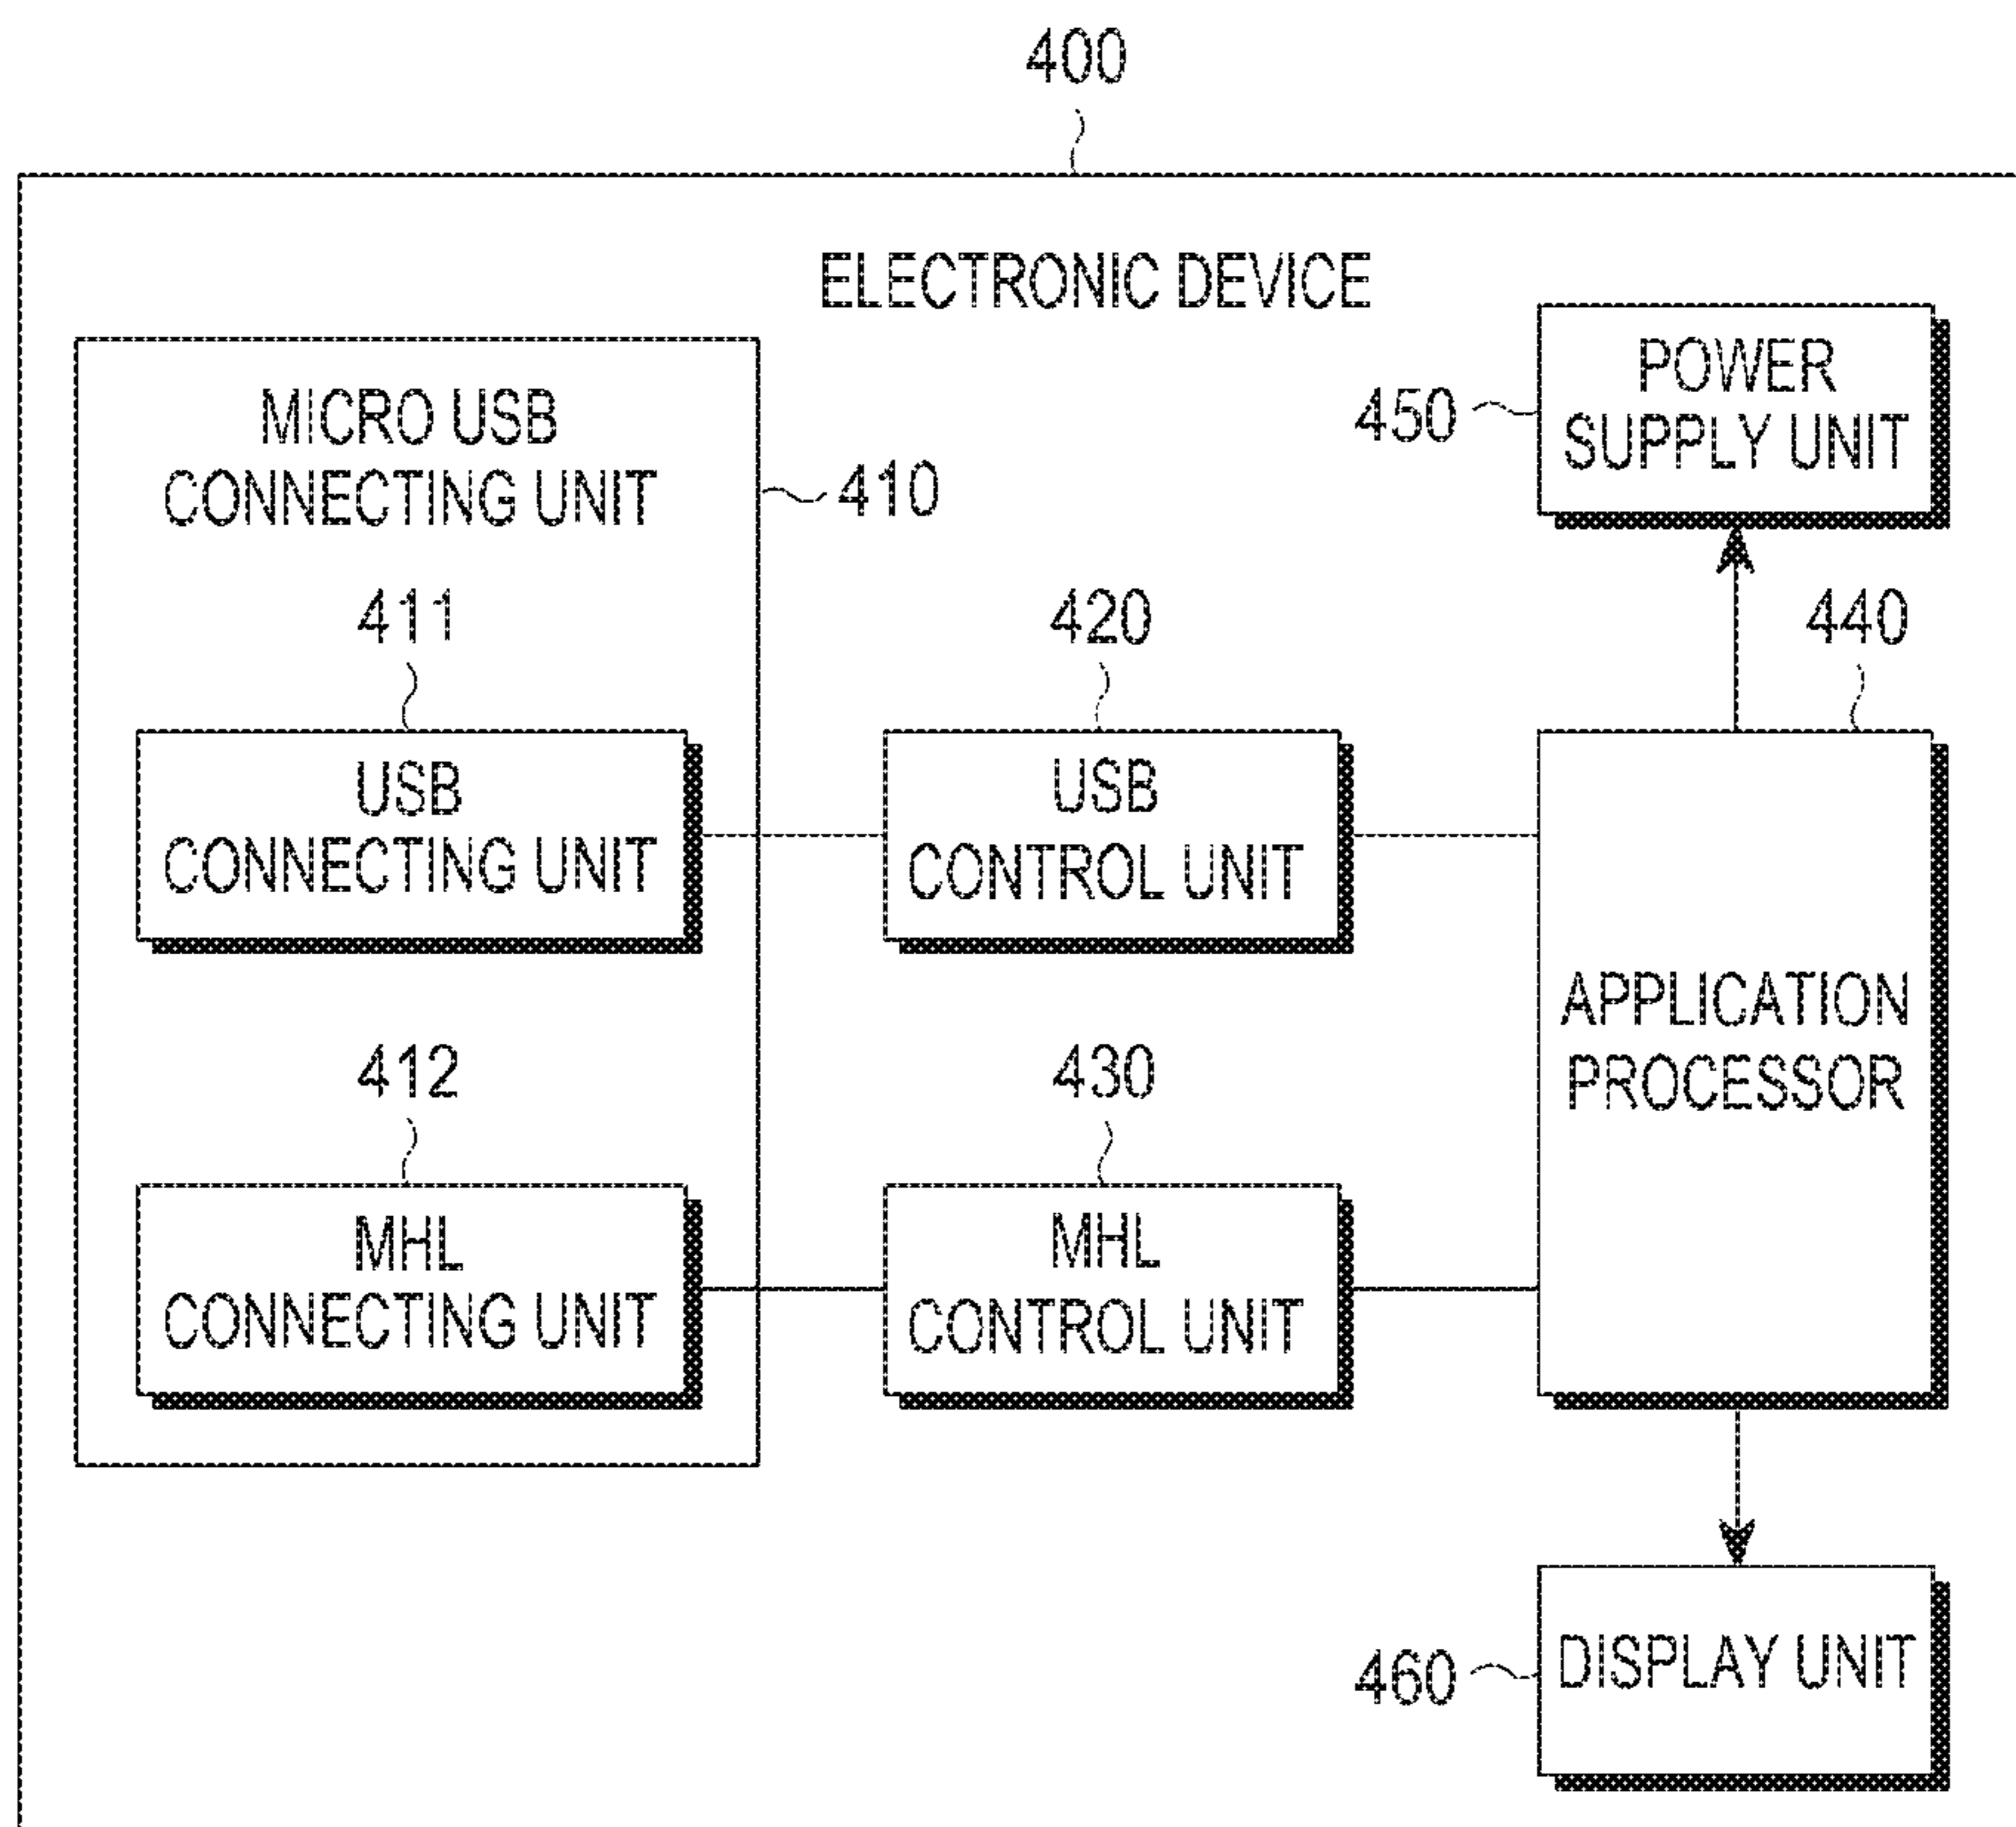 400
ELECTRONIC DEVICE
MICRO USB
CONNECTING UNIT
410
450
POWER
SUPPLY UNIT
411
420
440
USB
CONNECTING UNIT
USB
CONTROL UNIT
APPLICATION
PROCESSOR
412
430
MHL
CONNECTING UNIT
MHL
CONTROL UNIT
460
DISPLAY UNIT